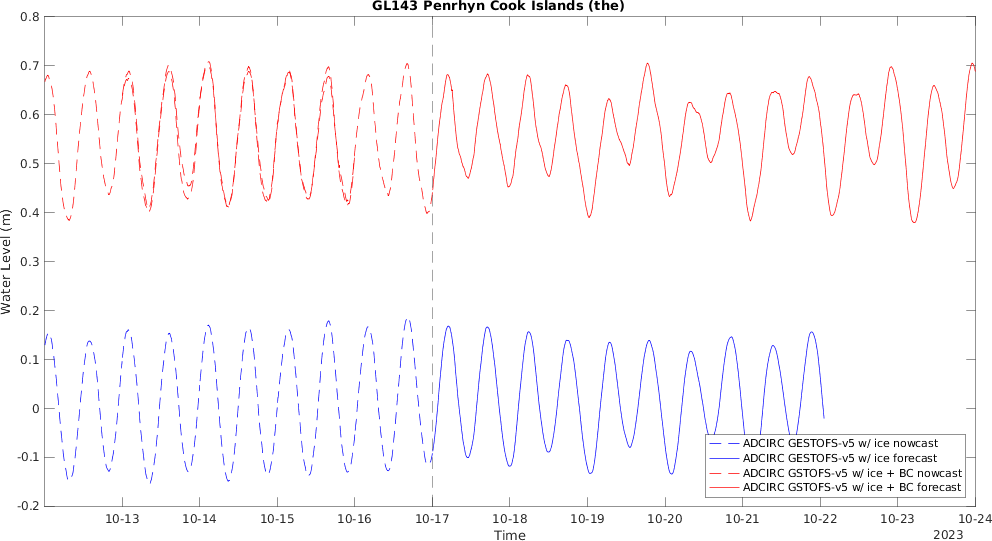 GL143 Penrhyn Cook Islands (the)
0.8
0.7
0.6
0.5
0.4
0.3
0.2
0.1
0
-0.1
-0.2
Water Level (m)
10-13 10-14 10-15 10-16 10-17 10-18 10-19 10-20 10-21 10-22 10-23 10-24
Time
2023
ADCIRC GESTOFS-v5 w/ ice nowcast
ADCIRC GESTOFS-v5 w/ ice forecast
ADCIRC GSTOFS-v5 w/ ice + BC nowcast
ADCIRC GSTOFS-v5 w/ ice + BC forecast